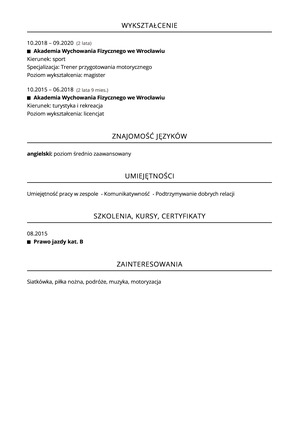 WYKSZTAŁCENIE
10.2018 – 09.2020 (2 lata)
Akademia Wychowania Fizycznego we Wrocławiu
Kierunek: sport
Specjalizacja: Trener przygotowania motorycznego
Poziom wykształcenia: magister
10.2015 – 06.2018 (2 lata 9 mies.)
Akademia Wychowania Fizycznego we Wrocławiu
Kierunek: turystyka i rekreacja
Poziom wykształcenia: licencjat
ZNAJOMOŚĆ JĘZYKÓW
angielski: poziom średnio zaawansowany
UMIEJĘTNOŚCI
Umiejętność pracy w zespole - Komunikatywność - Podtrzymywanie dobrych relacji
SZKOLENIA, KURSY, CERTYFIKATY
08.2015
Prawo jazdy kat. B
ZAINTERESOWANIA
Siatkówka, piłka nożna, podróże, muzyka, motoryzacja